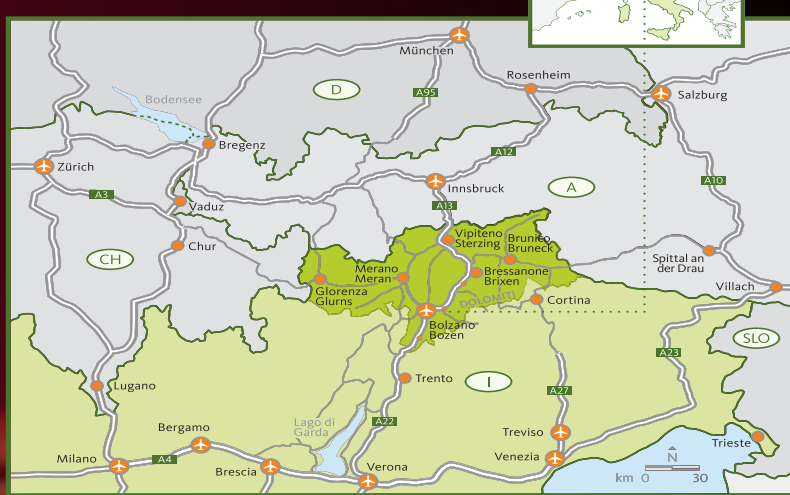 München
Rosenheim
D
A95
Salzburg
Bodensee
Bregenz
A12
Zürich
Innsbruck
A
A10
A3
Vaduz
A13
Chur
Vipiteno
Sterzing
Brunico
Bruneck
CH
Merano
Meran
Bressanone
Brixen
Spittal an
der Drau
Glorenza
Glurns
DOLOMITI
Cortina
Villach
Bolzano
Bozen
SLO
A23
Lugano
Trento
I
A27
A22
Lago di
Garda
Bergamo
Treviso
Trieste
Milano
A4
Brescia
Verona
Venezia
N
km 0 30